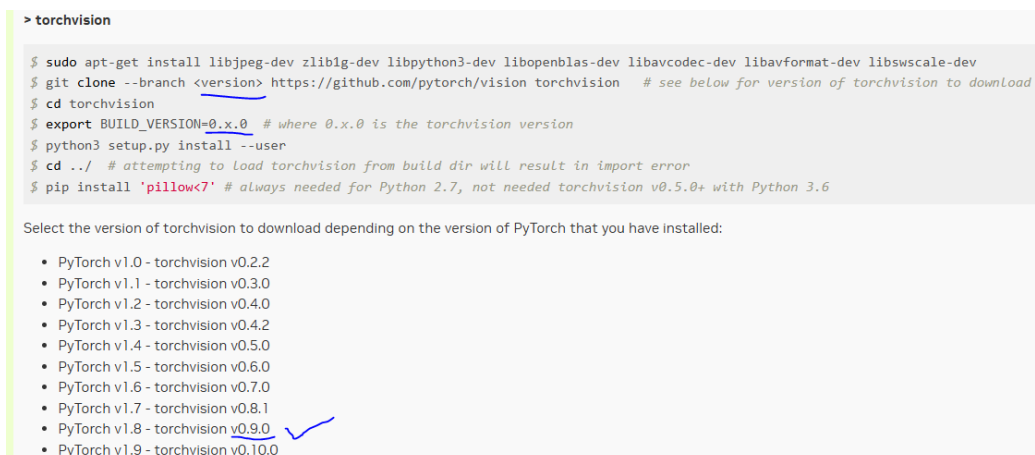 > torchvision
$ sudo apt-get install libjpeg-dev zlib1g-dev libpython3-dev libopenblas-dev libavcodec-dev libavformat-dev libswscale-dev
$ git clone --branch <version> https://github.com/pytorch/vision torchvision   # see below for version of torchvision to download
$ cd torchvision
$ export BUILD_VERSION=0.x.0  # where 0.x.0 is the torchvision version
$ python3 setup.py install --user
$ cd ../  # attempting to load torchvision from build dir will result in import error
$ pip install 'pillow<7' # always needed for Python 2.7, not needed torchvision v0.5.0+ with Python 3.6
Select the version of torchvision to download depending on the version of PyTorch that you have installed:
• PyTorch v1.0 - torchvision v0.2.2
• PyTorch v1.1 - torchvision v0.3.0
• PyTorch v1.2 - torchvision v0.4.0
• PyTorch v1.3 - torchvision v0.4.2
• PyTorch v1.4 - torchvision v0.5.0
• PyTorch v1.5 - torchvision v0.6.0
• PyTorch v1.6 - torchvision v0.7.0
• PyTorch v1.7 - torchvision v0.8.1
• PyTorch v1.8 - torchvision v0.9.0
• PyTorch v1.9 - torchvision v0.10.0